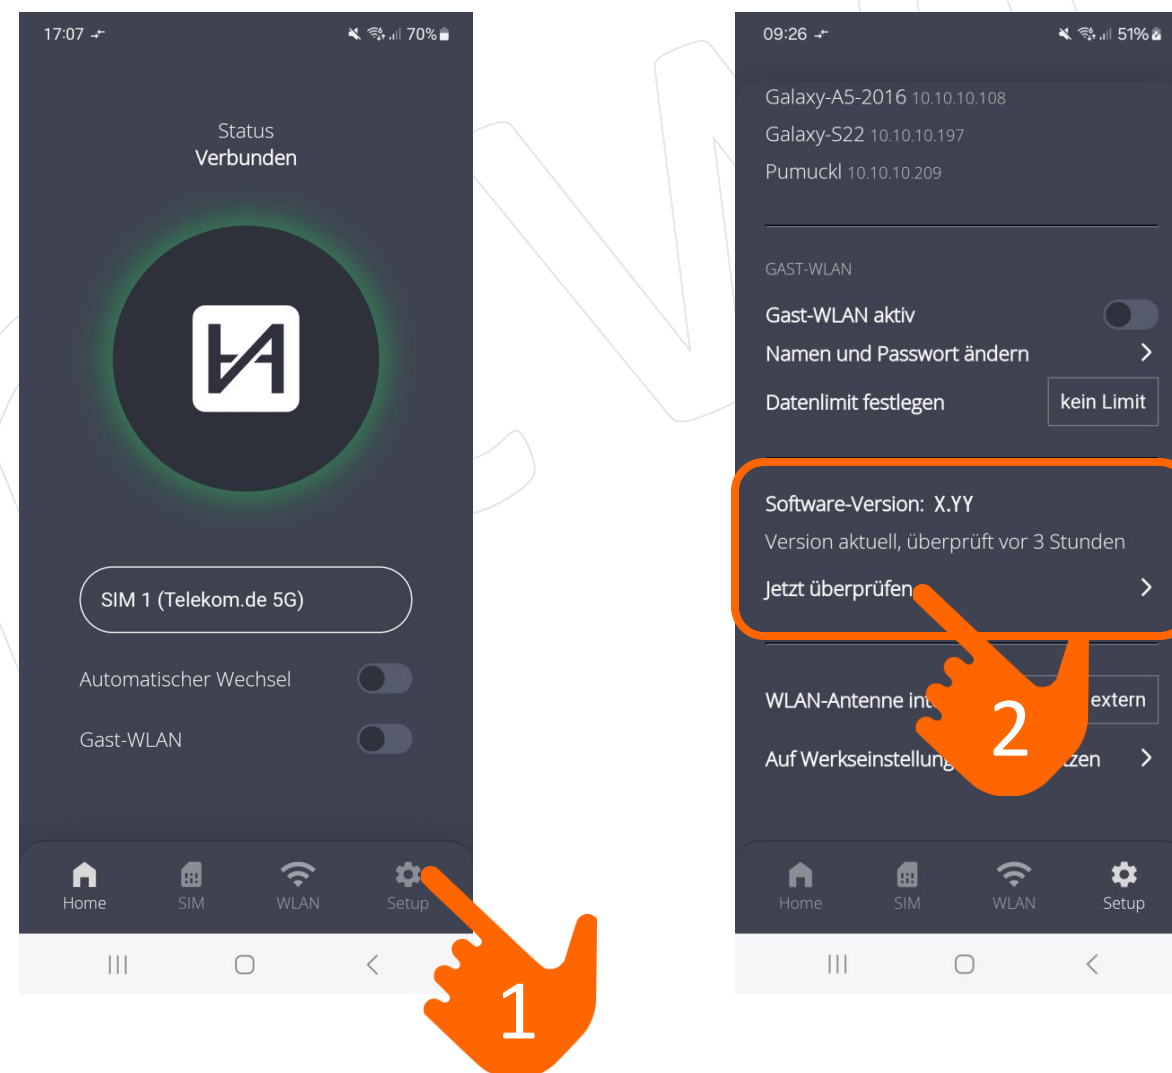 17:07
70%
Status
Verbunden
SIM 1 (Telekom.de 5G)
Automatischer Wechsel
Gast-WLAN
Home
SIM
WLAN
Setup
1
09:26
51%
Galaxy-A5-2016 10.10.10.108
Galaxy-S22 10.10.10.197
Pumuckl 10.10.10.209
GAST-WLAN
Gast-WLAN aktiv
Namen und Passwort ändern
Datenlimit festlegen
kein Limit
Software-Version: X.YY
Version aktuell, überprüft vor 3 Stunden
Jetzt überprüfen
WLAN-Antenne
extern
2
Auf
Home
SIM
WLAN
Setup